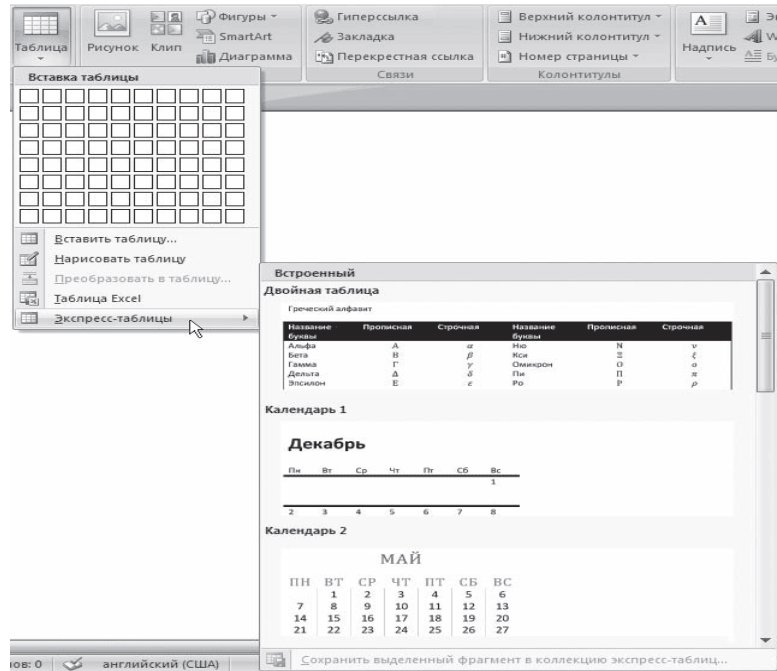 Таблица
Рисунок
Клип
Фигуры
SmartArt
Диаграмма
Гиперссылка
Закладка
Перекрестная ссылка
Связи
Верхний колонтитул
Нижний колонтитул
Номер страницы
Колонтитулы
A
Надпись
Вставка таблицы
Вставить таблицу...
Нарисовать таблицу
Преобразовать в таблицу...
Таблица Excel
Экспресс-таблицы
Встроенный
Двойная таблица
Греческий алфавит
Название буквы Прописная Строчная Название буквы Прописная Строчная
Альфа Α α Ню Ν ν
Бета Β β Кси Ξ ξ
Гамма Γ γ Омикрон Ο ο
Дельта Δ δ Пи Π π
Эпсилон Ε ε Ро Ρ ρ
Календарь 1
Декабрь
Пн Вт Ср Чт Пт Сб Вс
1
2 3 4 5 6 7 8
Календарь 2
МАЙ
ПН ВТ СР ЧТ ПТ СБ ВС
1 2 3 4 5 6
7 8 9 10 11 12 13
14 15 16 17 18 19 20
21 22 23 24 25 26 27
Сохранить выделенный фрагмент в коллекцию экспресс-таблиц...
ов: 0
английский (США)